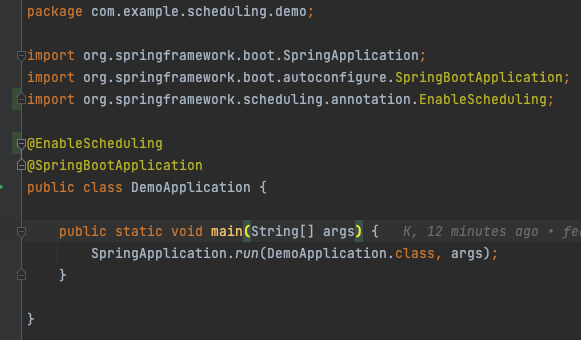 package com.example.scheduling.demo;
import org.springframework.boot.SpringApplication;
import org.springframework.boot.autoconfigure.SpringBootApplication;
import org.springframework.scheduling.annotation.EnableScheduling;
@EnableScheduling
@SpringBootApplication
public class DemoApplication {
public static void main(String[] args) { K, 12 minutes ago •
SpringApplication.run(DemoApplication.class, args);
}
}